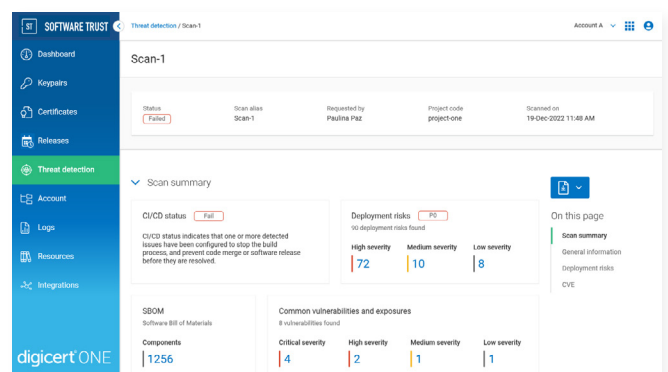 ST SOFTWARE TRUST
Threat detection / Scan-1
Account A
Dashboard
Keypairs
Certificates
Releases
Threat detection
Account
Logs
Resources
Integrations
digicert ONE
Scan-1
Status
Scan alias
Requested by
Project code
Scanned on
Failed
Scan-1
Paulina Paz
project-one
19-Dec-2022 11:48 AM
Scan summary
CI/CD status Fail
CI/CD status indicates that one or more detected
issues have been configured to stop the build
process, and prevent code merge or software release
before they are resolved.
Deployment risks P0
90 deployment risks found
High severity Medium severity Low severity
72 10 8
On this page
Scan summary
General information
Deployment risks
CVE
SBOM
Software Bill of Materials
Components
1256
Common vulnerabilities and exposures
8 vulnerabilities found
Critical severity High severity Medium severity Low severity
4 2 1 1